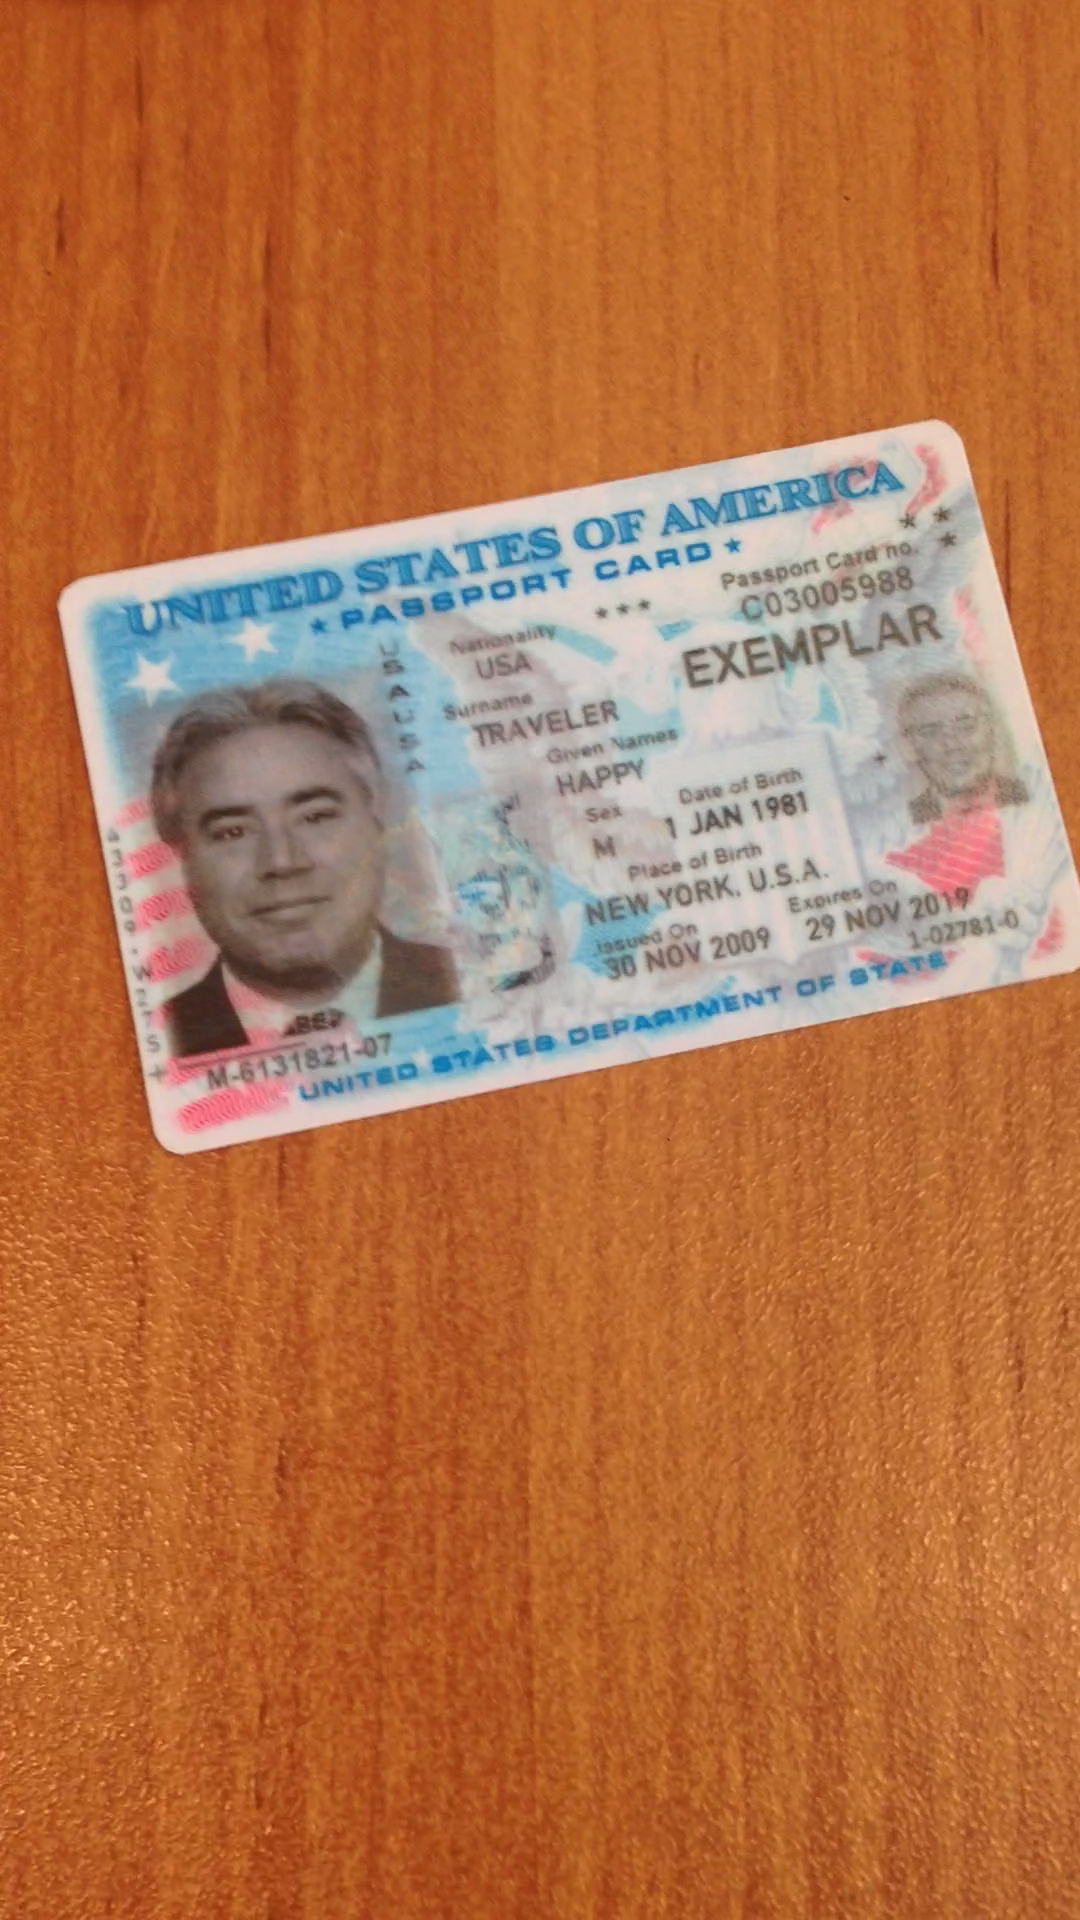 UNITED STATES OF AMERICA
★ PASSPORT CARD ★
Passport Card no.
C03005988
EXEMPLAR
USAUSA
Nationality
USA
Surname
TRAVELER
Given Names
HAPPY
Sex
M
Date of Birth
1 JAN 1981
Place of Birth
NEW YORK, U.S.A.
Issued On
30 NOV 2009
Expires On
29 NOV 2019
1-02781-0
M-6131821-07
UNITED STATES DEPARTMENT OF STATE